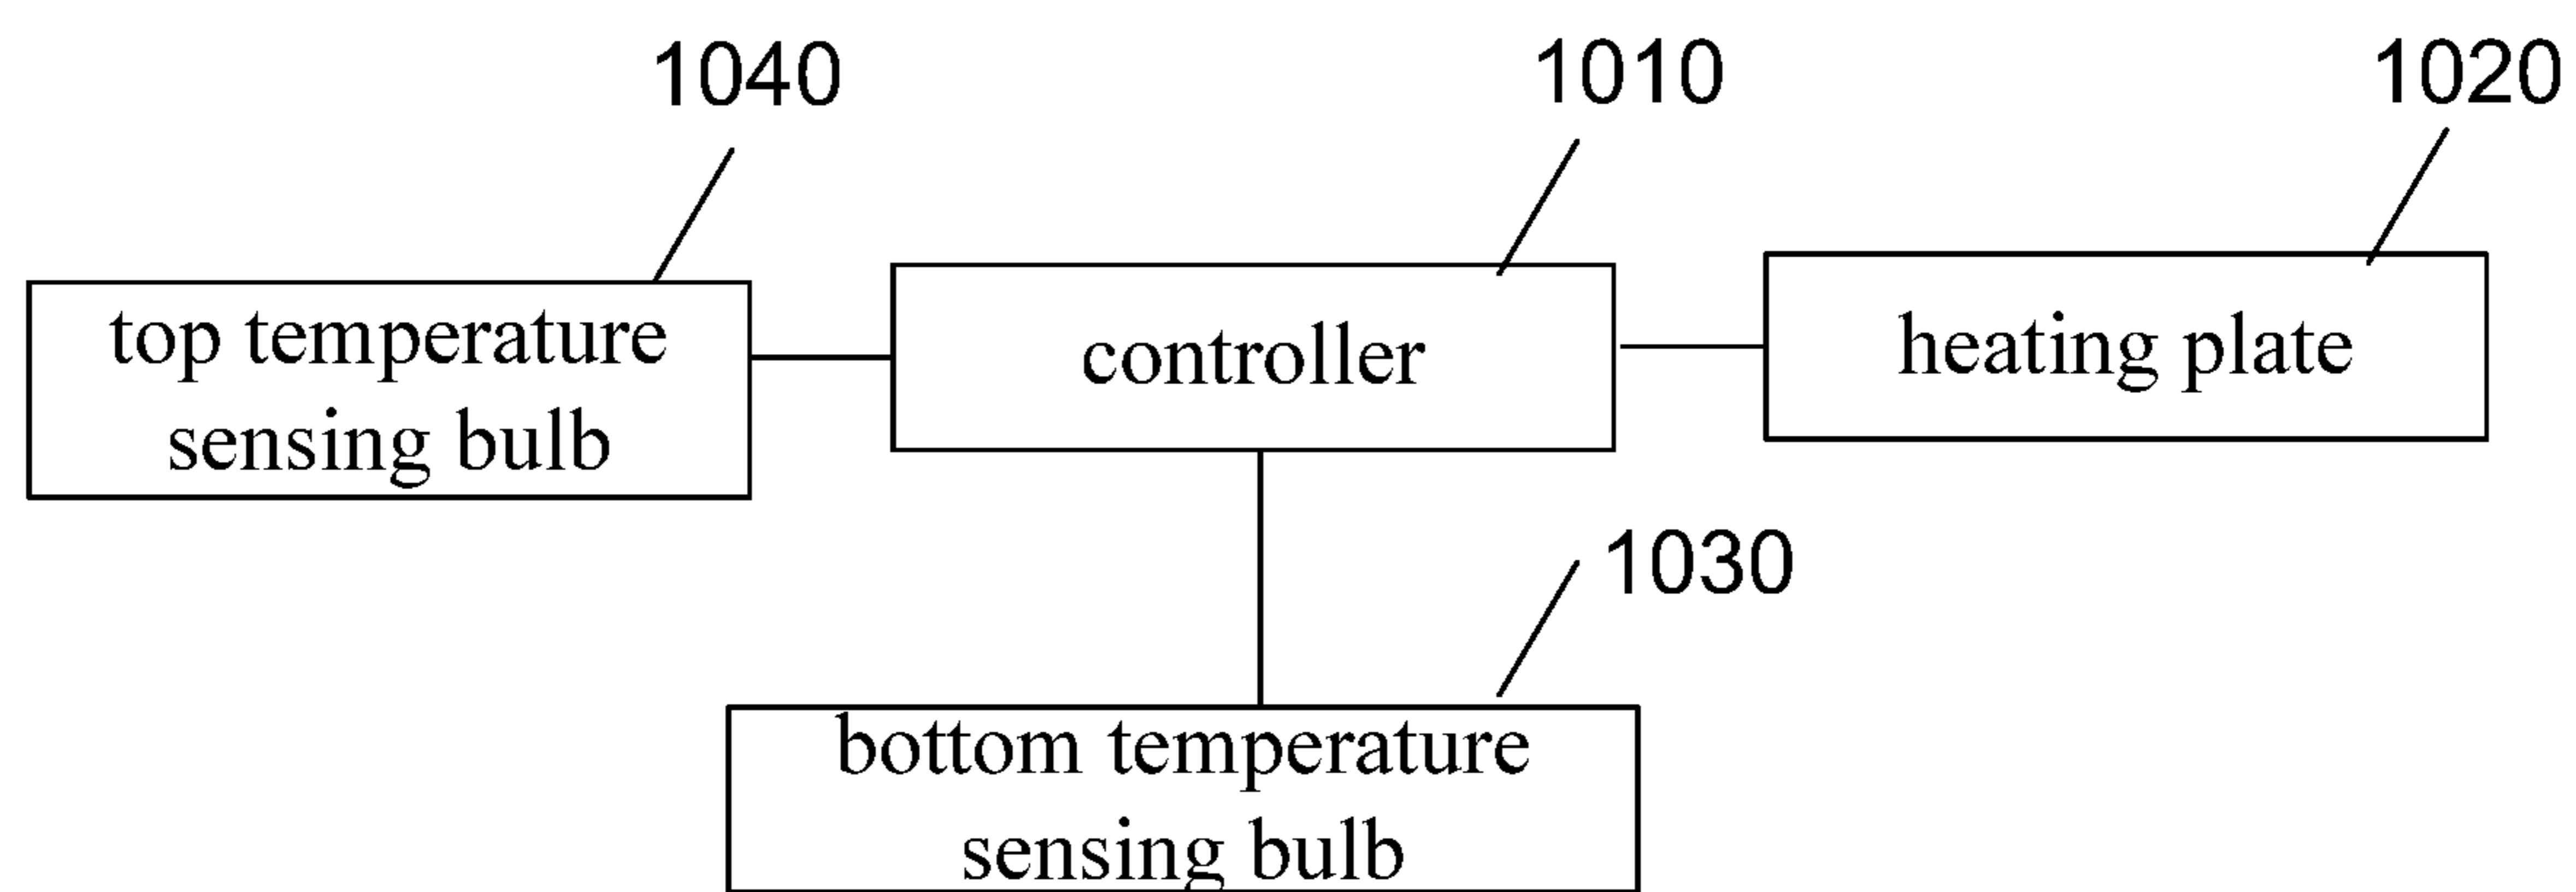 1040
1010
1020
top temperature
sensing bulb
controller
heating plate
1030
bottom temperature
sensing bulb